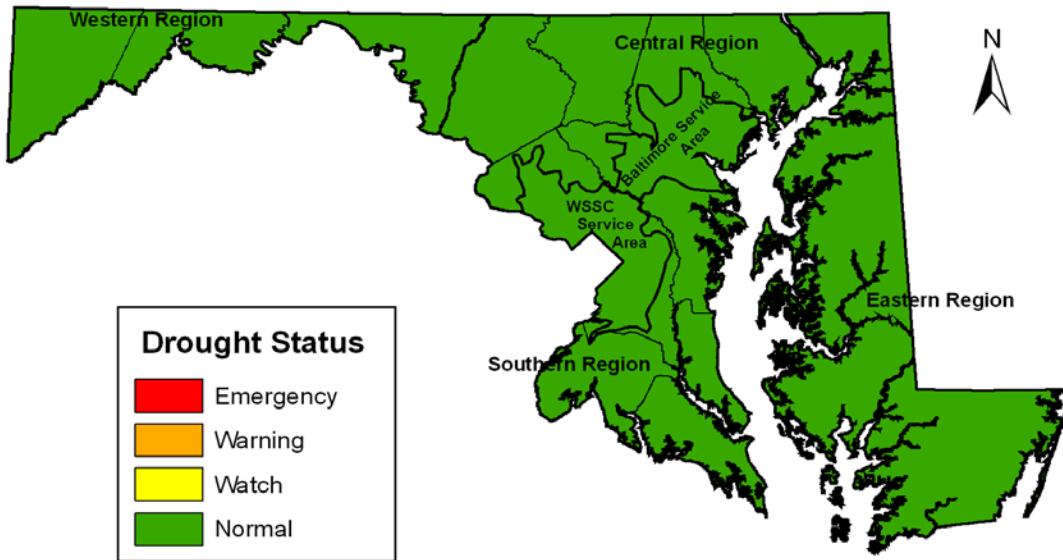 Western Region
Central Region
N
Baltimore Service
Area
WSSC
Service
Area
Eastern Region
Southern Region
Drought Status
Emergency
Warning
Watch
Normal